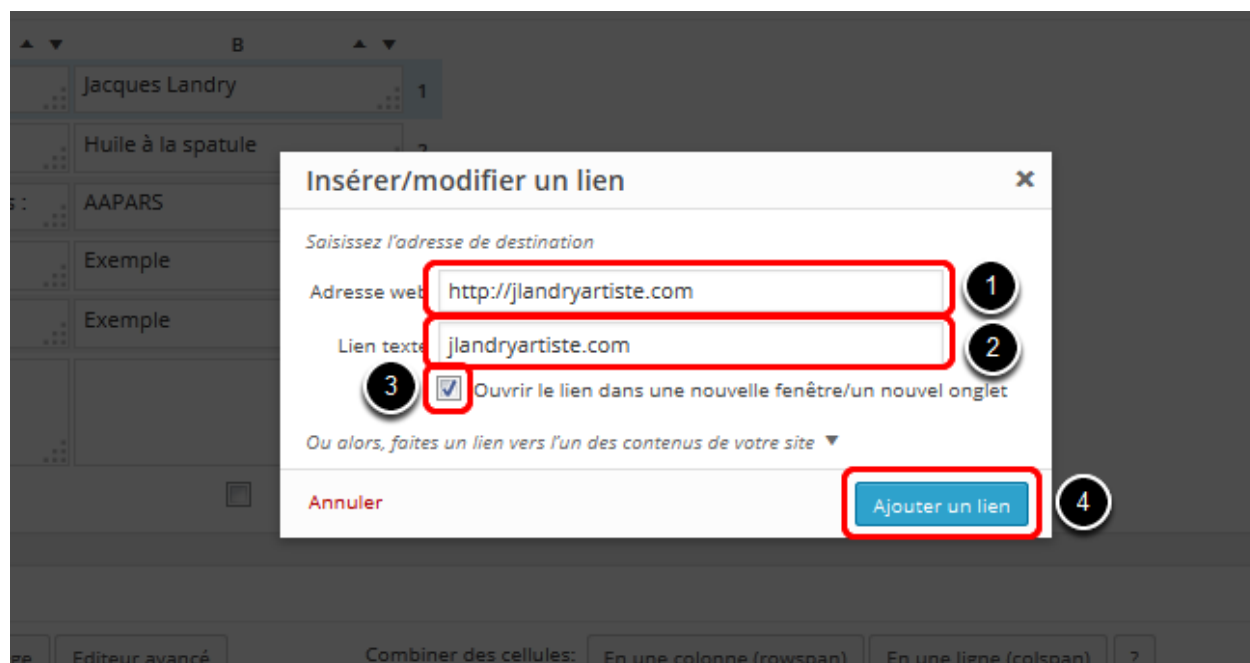 B
Jacques Landry
1
Huile à la spatule
2
Insérer/modifier un lien
s :
AAPARS
Saisissez l'adresse de destination
Exemple
Adresse web
http://jlandryartiste.com
1
Exemple
Lien texte
jlandryartiste.com
2
3
Ouvrir le lien dans une nouvelle fenêtre/un nouvel onglet
Ou alors, faites un lien vers l'un des contenus de votre site
Annuler
Ajouter un lien
4
ge
Editeur avancé
Combiner des cellules:
En une colonne (rowspan)
En une ligne (colspan)
?